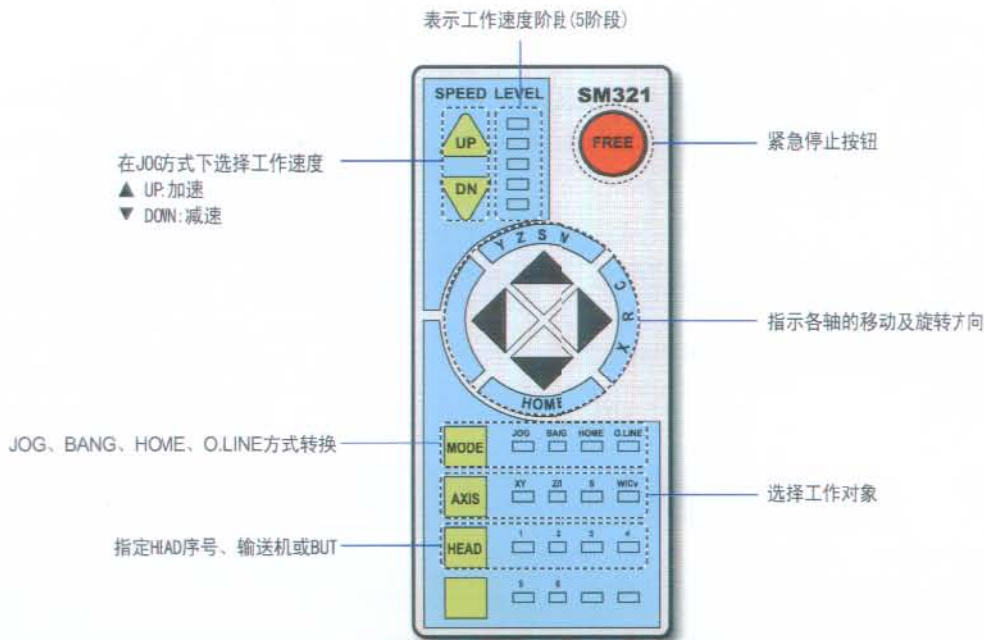 表示工作速度阶段(5阶段)
SPEED LEVEL
SM321
UP
FREE
紧急停止按钮
在JOG方式下选择工作速度
▲ UP:加速
▼ DOWN:减速
DN
Y Z S
C R X
指示各轴的移动及旋转方向
HOME
JOG、BANG、HOME、O.LINE方式转换
MODE
JOG HOME O.LINE
AXIS
XY S
选择工作对象
指定HIAD序号、输送机或BUT
HEAD
1 2 3 4
5 6